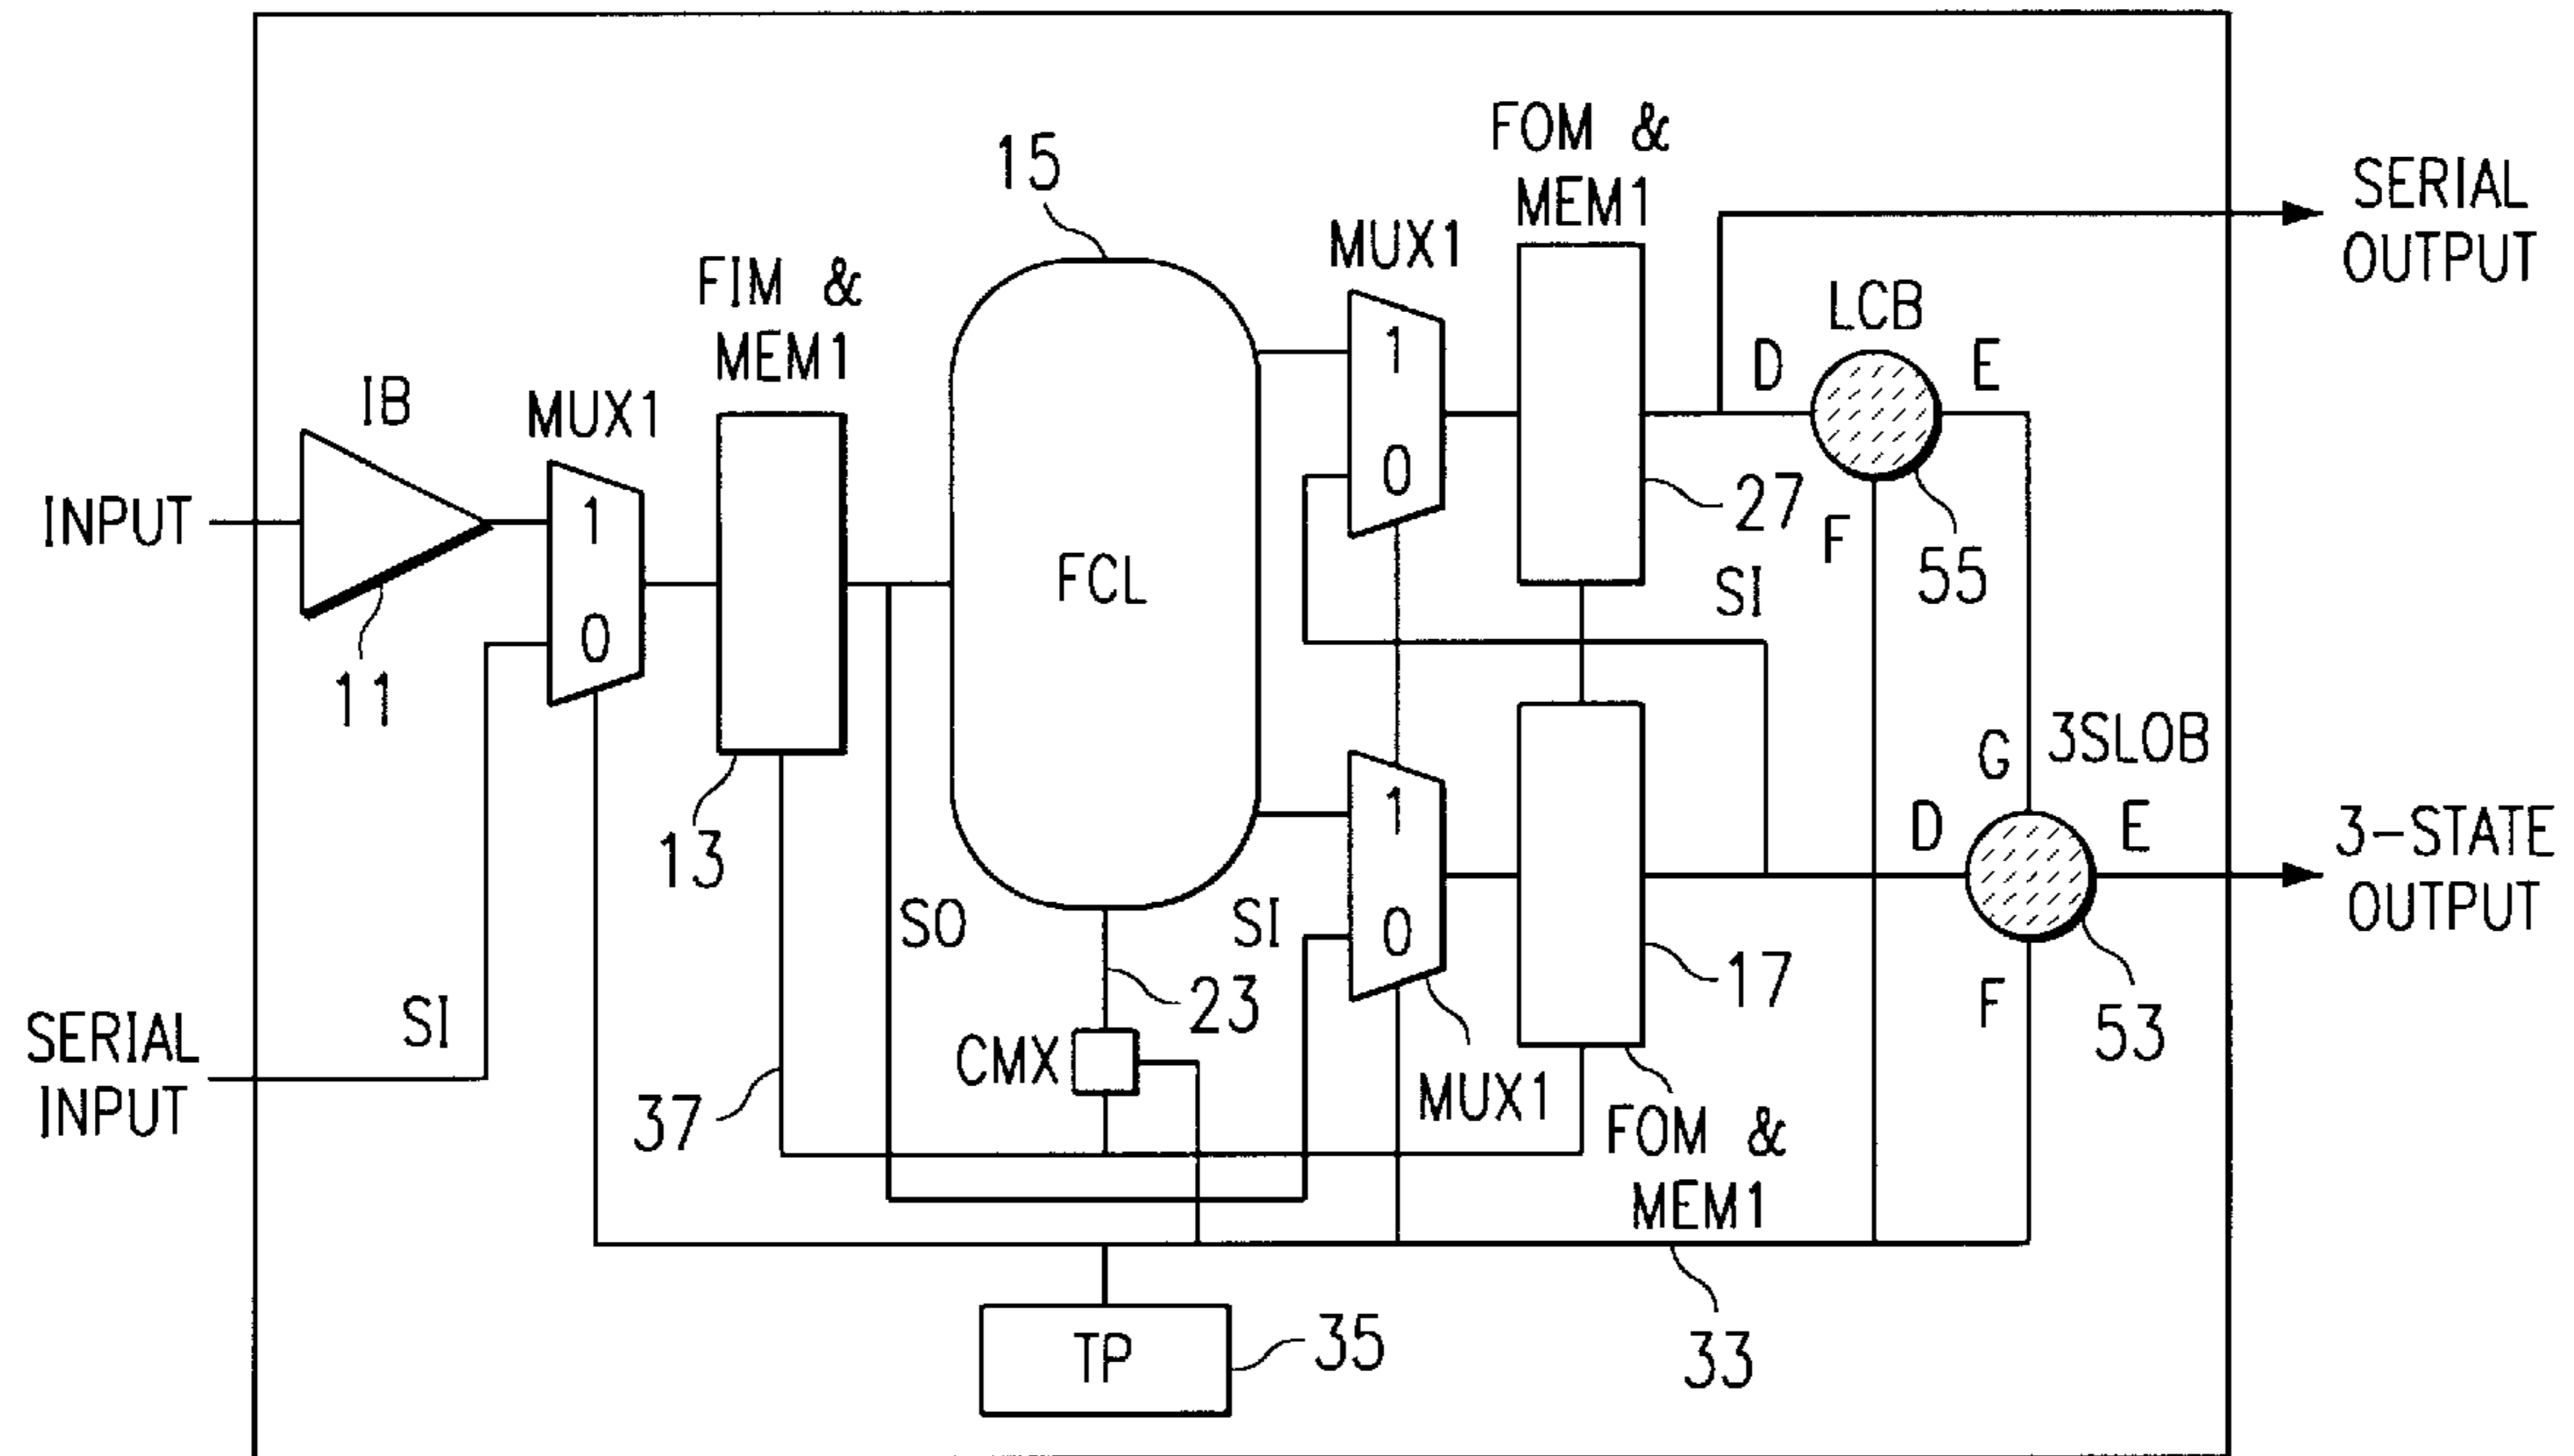 FOM &
MEM1
15
SERIAL
OUTPUT
MUX1
FIM &
MEM1
LCB
1
D
E
IB
MUX1
0
27
INPUT
1
F
55
FCL
SI
0
11
G
3SLOB
1
D
E
3-STATE
OUTPUT
13
SO
SI
0
17
F
53
23
SI
SERIAL
INPUT
CMX
MUX1
37
FOM &
MEM1
TP
35
33